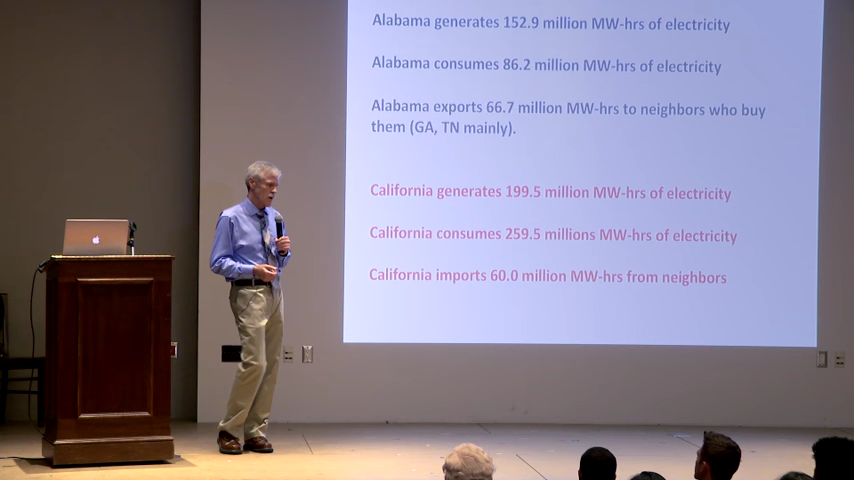 Alabama generates 152.9 million MW-hrs of electricity
Alabama consumes 86.2 million MW-hrs of electricity
Alabama exports 66.7 million MW-hrs to neighbors who buy
them (GA, TN mainly).
California generates 199.5 million MW-hrs of electricity
California consumes 259.5 millions MW-hrs of electricity
California imports 60.0 million MW-hrs from neighbors